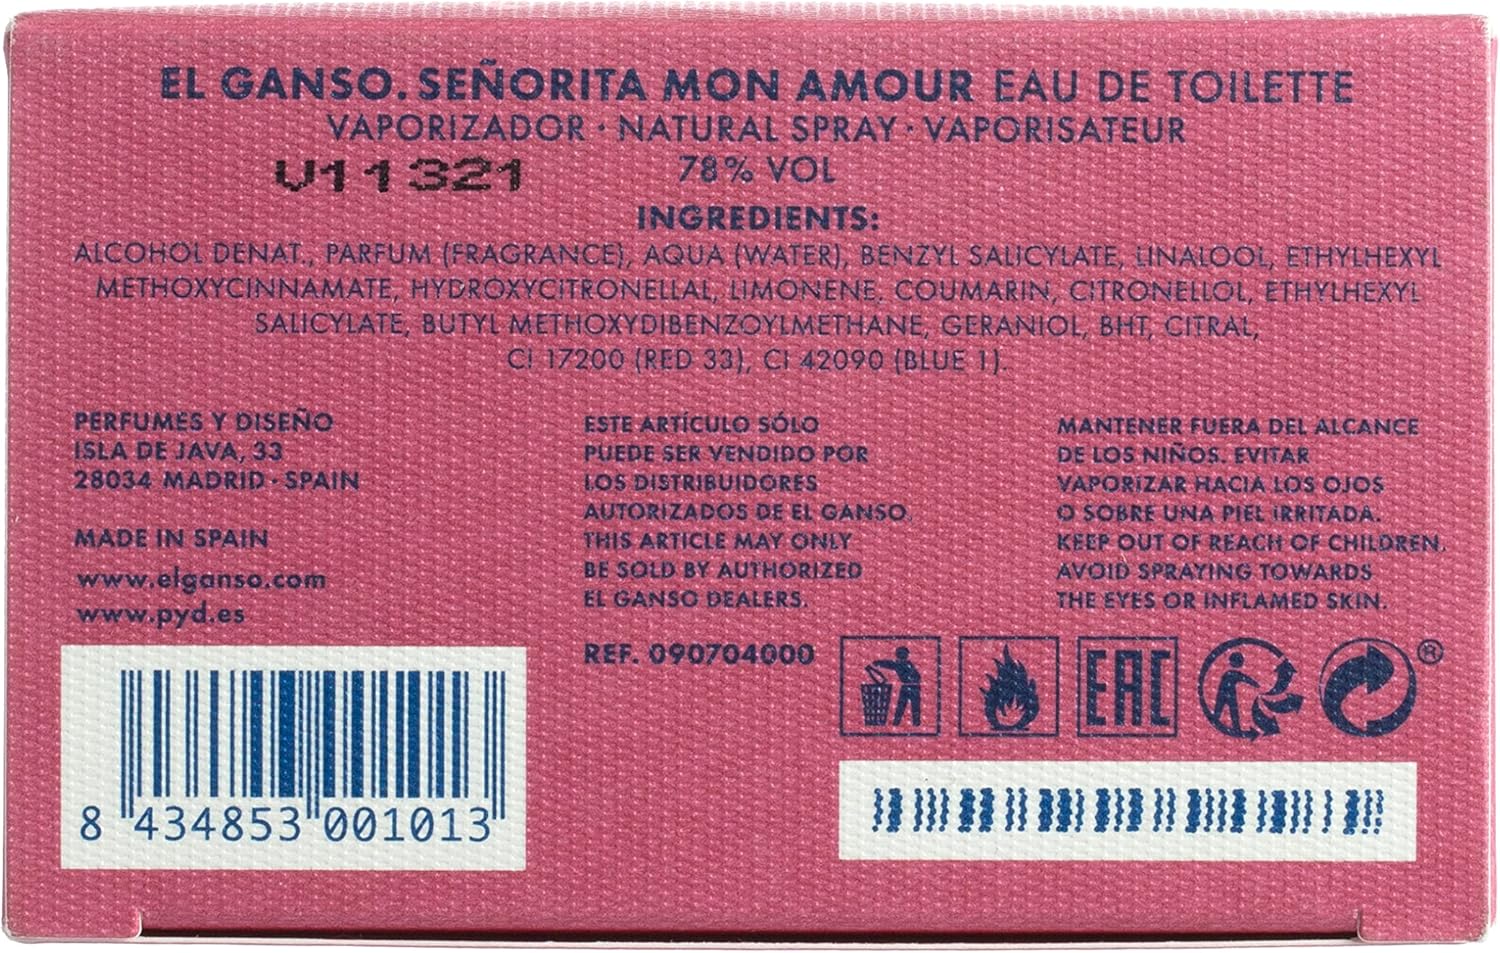 EL GANSO. SEÑORITA MON AMOUR EAU DE TOILETTE
VAPORIZADOR · NATURAL SPRAY · VAPORISATEUR
V11321
78% VOL
INGREDIENTS:
ALCOHOL DENAT., PARFUM (FRAGRANCE), AQUA (WATER), BENZYL SALICYLATE, LINALOOL, ETHYLHEXYL
METHOXYCINNAMATE, HYDROXYCITRONELLAL, LIMONENE, COUMARIN, CITRONELLOL, ETHYLHEXYL
SALICYLATE, BUTYL METHOXYDIBENZOYLMETHANE, GERANIOL, BHT, CITRAL,
CI 17200 (RED 33), CI 42090 (BLUE 1).
PERFUMES Y DISEÑO
ISLA DE JAVA, 33
28034 MADRID · SPAIN
MADE IN SPAIN
www.elganso.com
www.pyd.es
ESTE ARTÍCULO SÓLO
PUEDE SER VENDIDO POR
LOS DISTRIBUIDORES
AUTORIZADOS DE EL GANSO.
THIS ARTICLE MAY ONLY
BE SOLD BY AUTHORIZED
EL GANSO DEALERS.
REF. 090704000
MANTENER FUERA DEL ALCANCE
DE LOS NIÑOS. EVITAR
VAPORIZAR HACIA LOS OJOS
O SOBRE UNA PIEL IRRITADA.
KEEP OUT OF REACH OF CHILDREN.
AVOID SPRAYING TOWARDS
THE EYES OR INFLAMED SKIN.
EAC
®
8 434853 001013